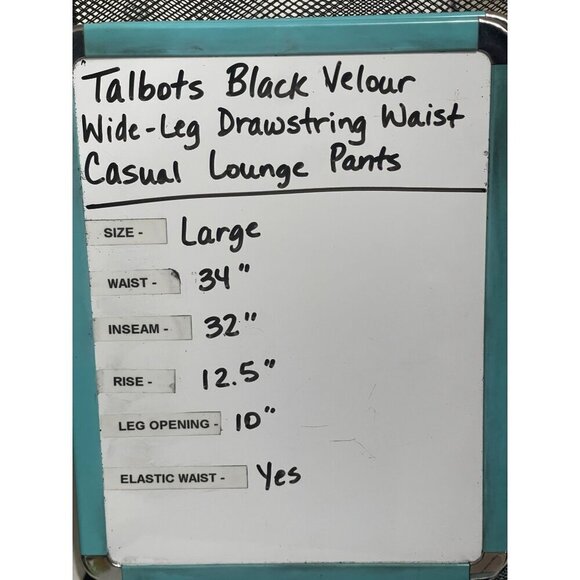 Talbots Black Velour
Wide-Leg Drawstring Waist
Casual Lounge Pants
SIZE - Large
WAIST - 34"
INSEAM - 32"
RISE - 12.5"
LEG OPENING - 10"
ELASTIC WAIST - Yes